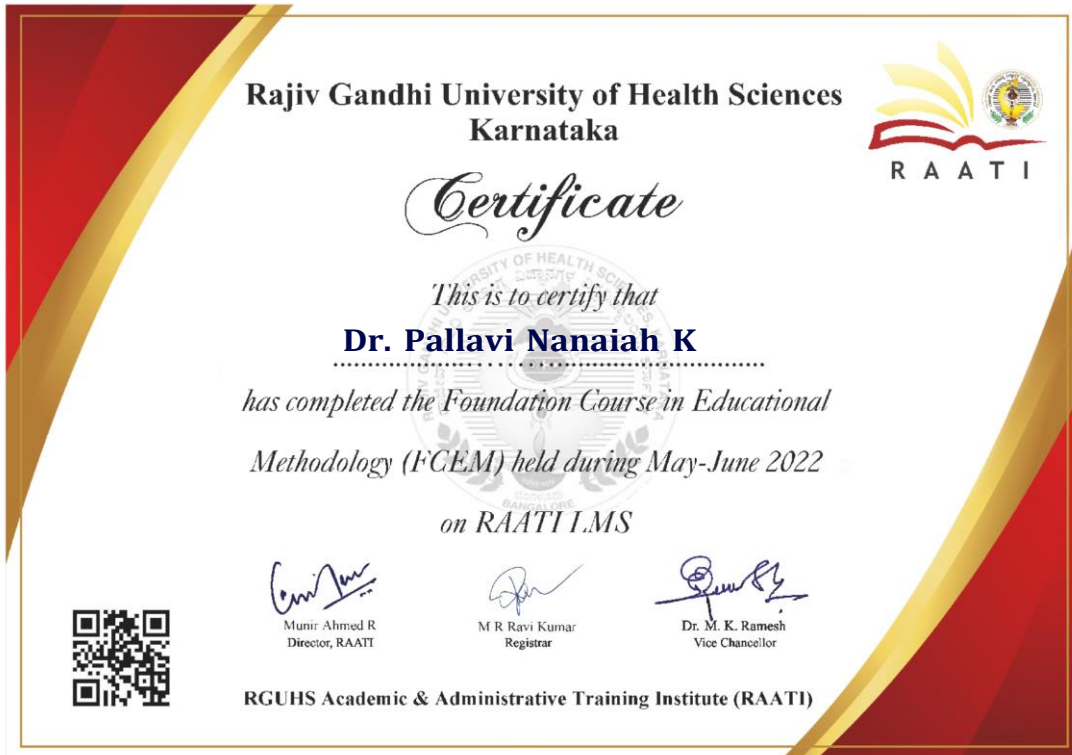 Rajiv Gandhi University of Health Sciences
Karnataka
RAATI
Certificate
This is to certify that
Dr. Pallavi Nanaiah K
has completed the Foundation Course in Educational
Methodology (FCEM) held during May-June 2022
on RAATI LMS
Munir Ahmed R
Director, RAATI
M R Ravi Kumar
Registrar
Dr. M. K. Ramesh
Vice Chancellor
RGUHS Academic & Administrative Training Institute (RAATI)